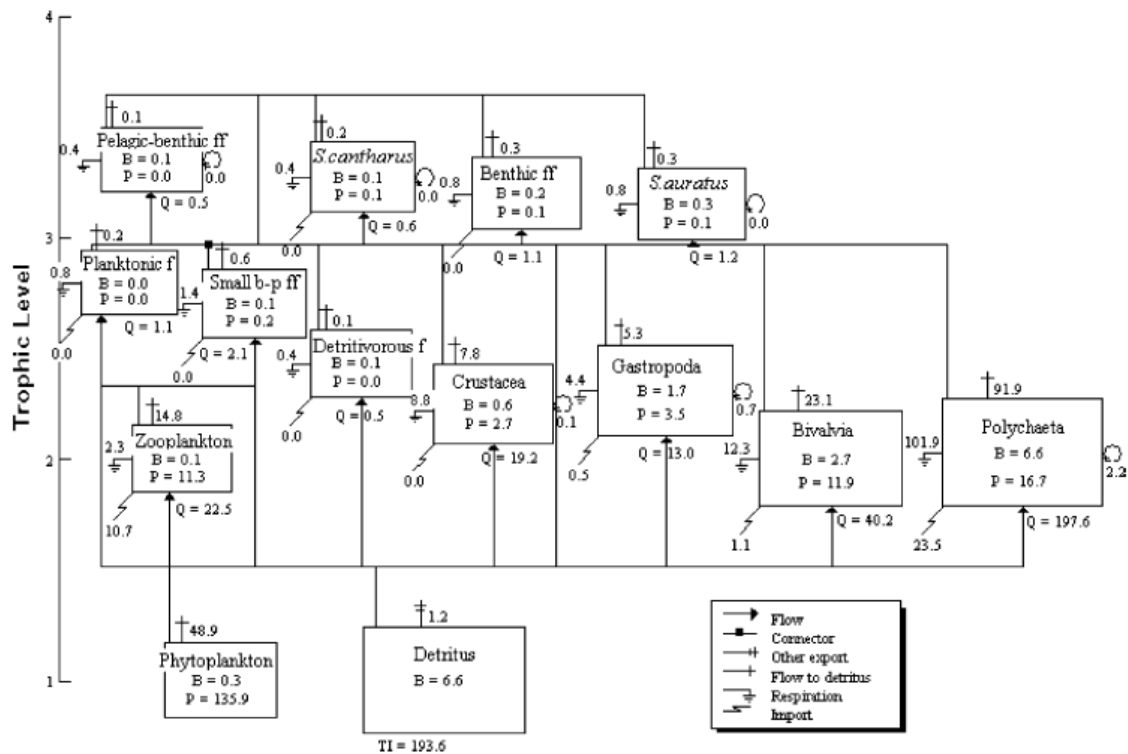 4
3
2
1
Trophic Level
0.1
Pelagic-benthic ff
B = 0.1
P = 0.0
0.4
0.0
Q = 0.5
0.2
S.cantharus
B = 0.1
P = 0.1
0.4
0.0
0.0
Q = 0.6
0.3
Benthic ff
B = 0.2
P = 0.1
0.8
0.0
Q = 1.1
0.3
S.auratus
B = 0.3
P = 0.1
0.8
0.0
Q = 1.2
0.2
Planktonic f
B = 0.0
P = 0.0
0.8
0.0
Q = 1.1
0.6
Small b-p ff
B = 0.1
P = 0.2
1.4
0.0
Q = 2.1
0.1
Detritivorous f
B = 0.1
P = 0.0
0.4
0.0
Q = 0.5
7.8
Crustacea
B = 0.6
P = 2.7
8.8
0.1
0.0
Q = 19.2
5.3
Gastropoda
B = 1.7
P = 3.5
4.4
0.7
0.5
Q = 13.0
23.1
Bivalvia
B = 2.7
P = 11.9
12.3
1.1
Q = 40.2
91.9
Polychaeta
B = 6.6
P = 16.7
101.9
2.2
23.5
Q = 197.6
14.8
Zooplankton
B = 0.1
P = 11.3
2.3
10.7
Q = 22.5
48.9
Phytoplankton
B = 0.3
P = 135.9
1.2
Detritus
B = 6.6
TI = 193.6
Flow
Connector
Other export
Flow to detritus
Respiration
Import